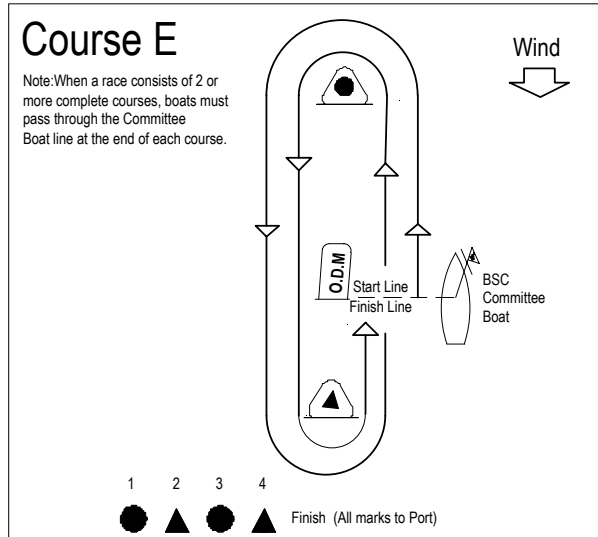 Course E
Note:When a race consists of 2 or
more complete courses, boats must
pass through the Committee
Boat line at the end of each course.
Wind
O.D.M
Start Line
Finish Line
BSC
Committee
Boat
1 2 3 4
Finish (All marks to Port)